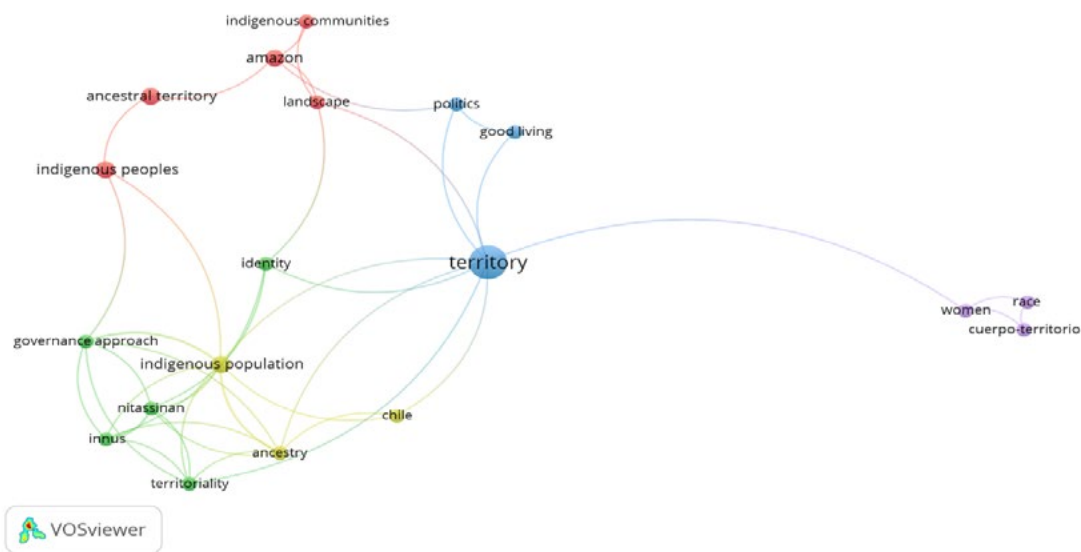 indigenous communities
amazon
ancestral territory
landscape
politics
good living
indigenous peoples
identity
territory
women
race
cuerpo-territorio
governance approach
indigenous population
nitassinan
chile
innus
ancestry
territoriality
VOSviewer